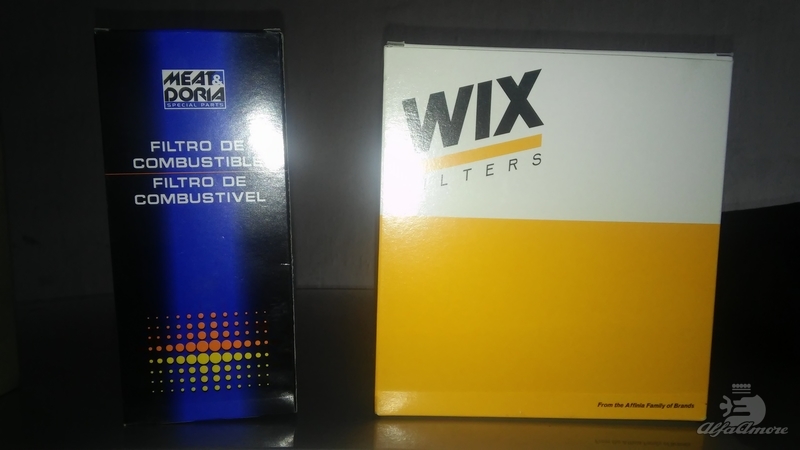 MEAT&
DORIA
SPECIAL PARTS
FILTRO DE
COMBUSTIBLE
FILTRO DE
COMBUSTIVEL
WIX
FILTERS
From the Affinia Family of Brands
AlfaAmore